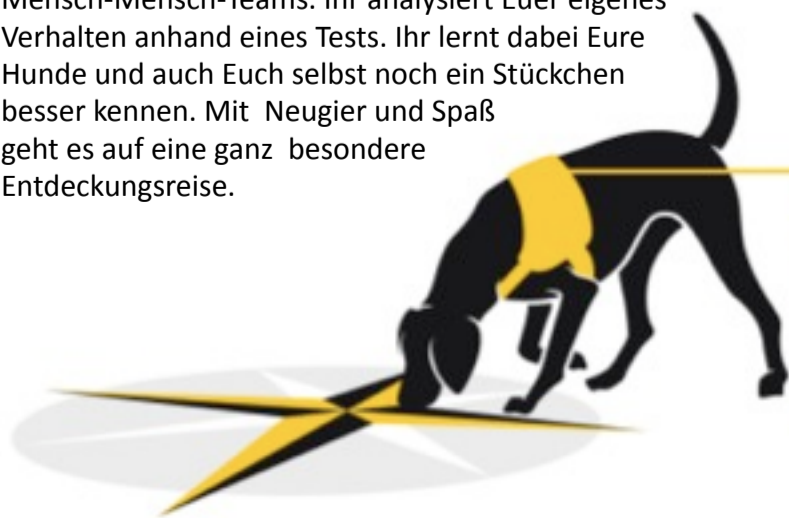 Mensch-Mensch-Teams. Ihr analysiert Euer eigenes
Verhalten anhand eines Tests. Ihr lernt dabei Eure
Hunde und auch Euch selbst noch ein Stückchen
besser kennen. Mit  Neugier und Spaß
geht es auf eine ganz  besondere
Entdeckungsreise.